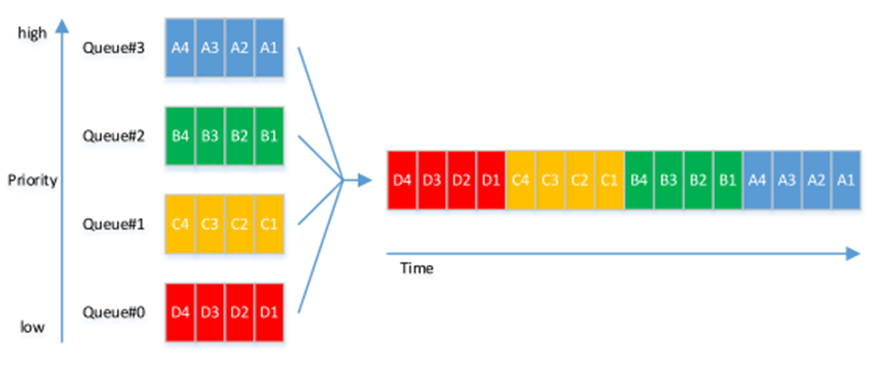 high
Queue#3 A4 A3 A2 A1
Queue#2 B4 B3 B2 B1
Priority
D4 D3 D2 D1 C4 C3 C2 C1 B4 B3 B2 B1 A4 A3 A2 A1
Queue#1 C4 C3 C2 C1
Time
Queue#0 D4 D3 D2 D1
low